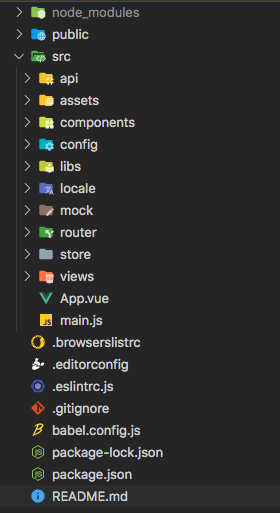 node_modules
public
src
api
assets
components
config
libs
locale
mock
router
store
views
App.vue
main.js
.browserslistrc
.editorconfig
.eslintrc.js
.gitignore
babel.config.js
package-lock.json
package.json
README.md